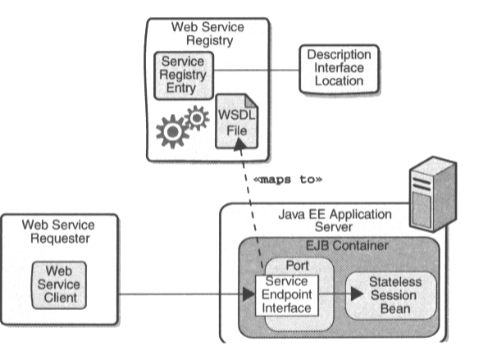 Web Service
Registry
Service
Registry
Entry
Description
Interface
Location
WSDL
File
«maps to»
Java EE Application
Server
Web Service
Requester
EJB Container
Web
Service
Client
Port
Service
Endpoint
Interface
Stateless
Session
Bean